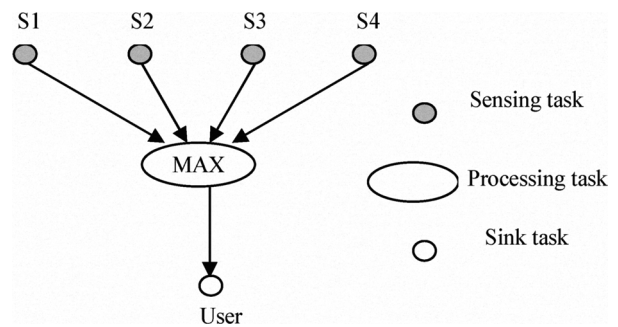 S1 S2 S3 S4
Sensing task
MAX
Processing task
Sink task
User